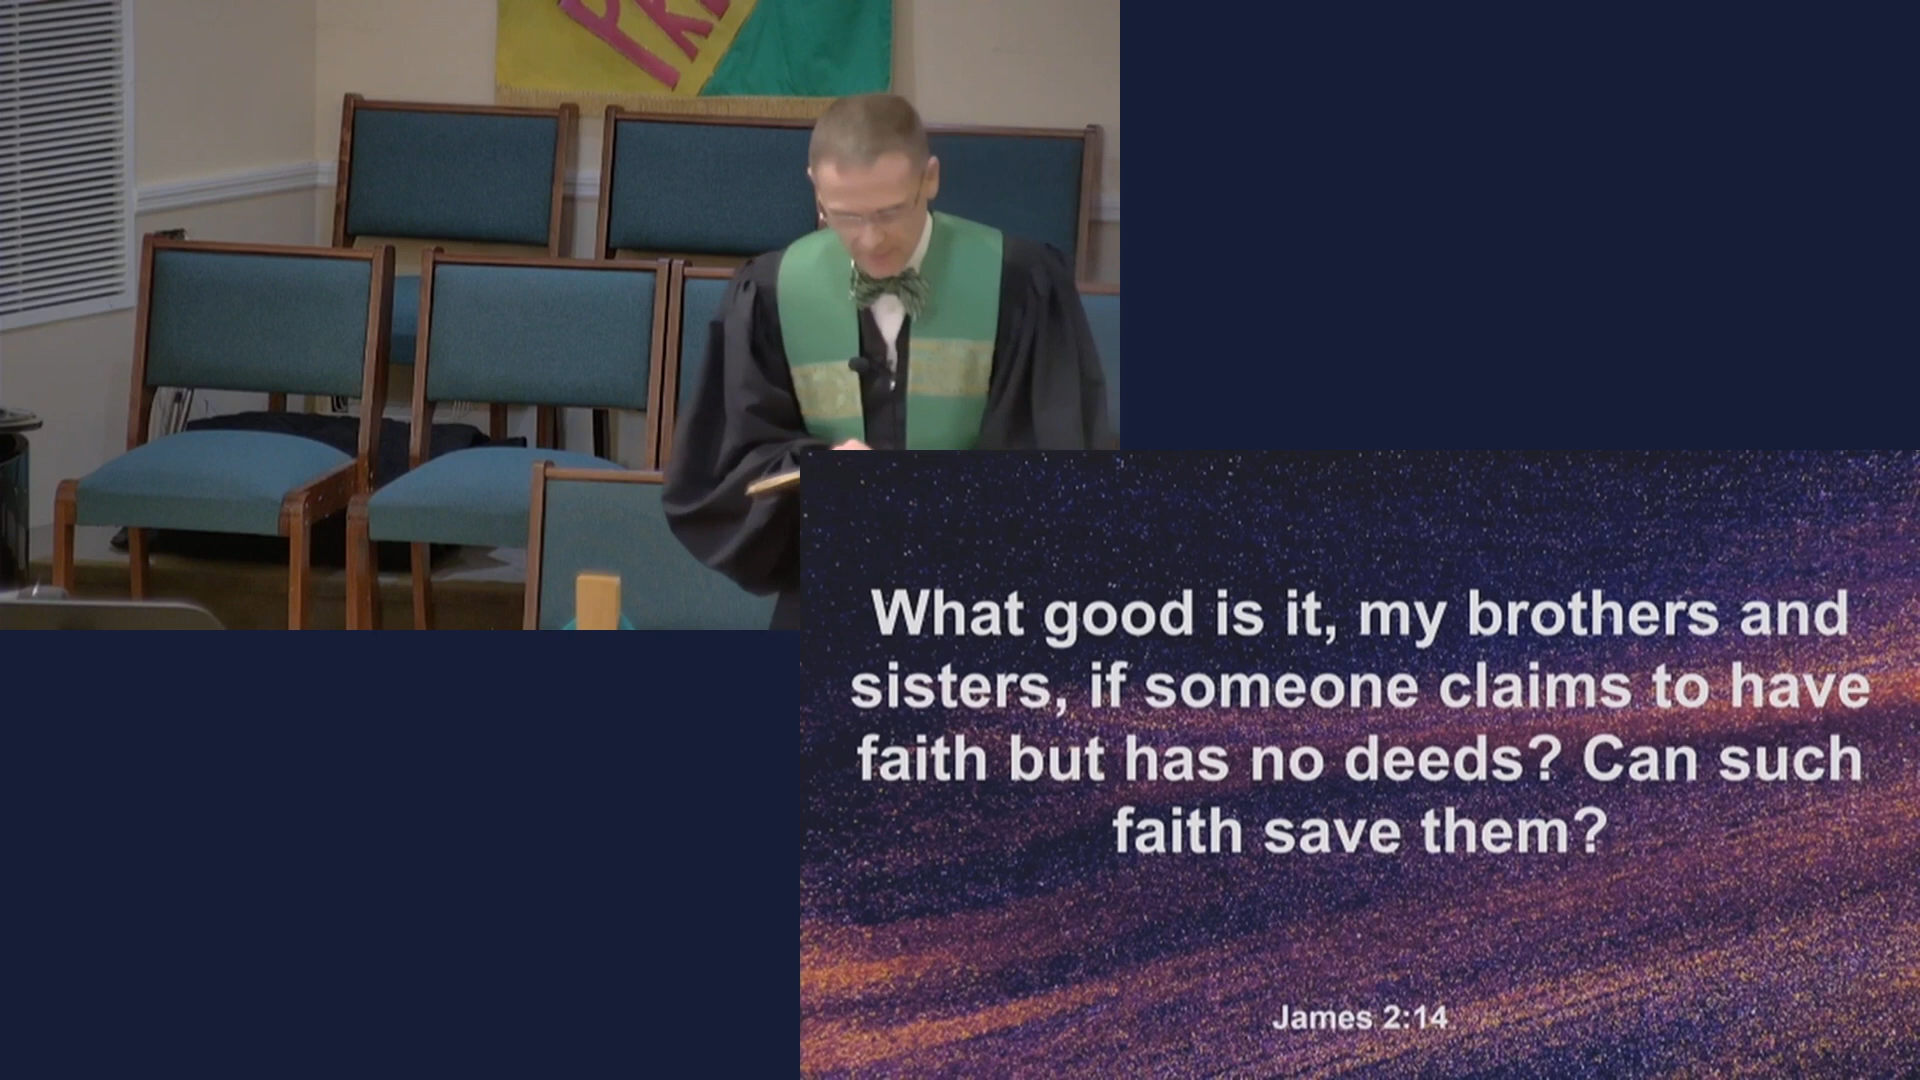 What good is it, my brothers and
sisters, if someone claims to have
faith but has no deeds? Can such
faith save them?
James 2:14